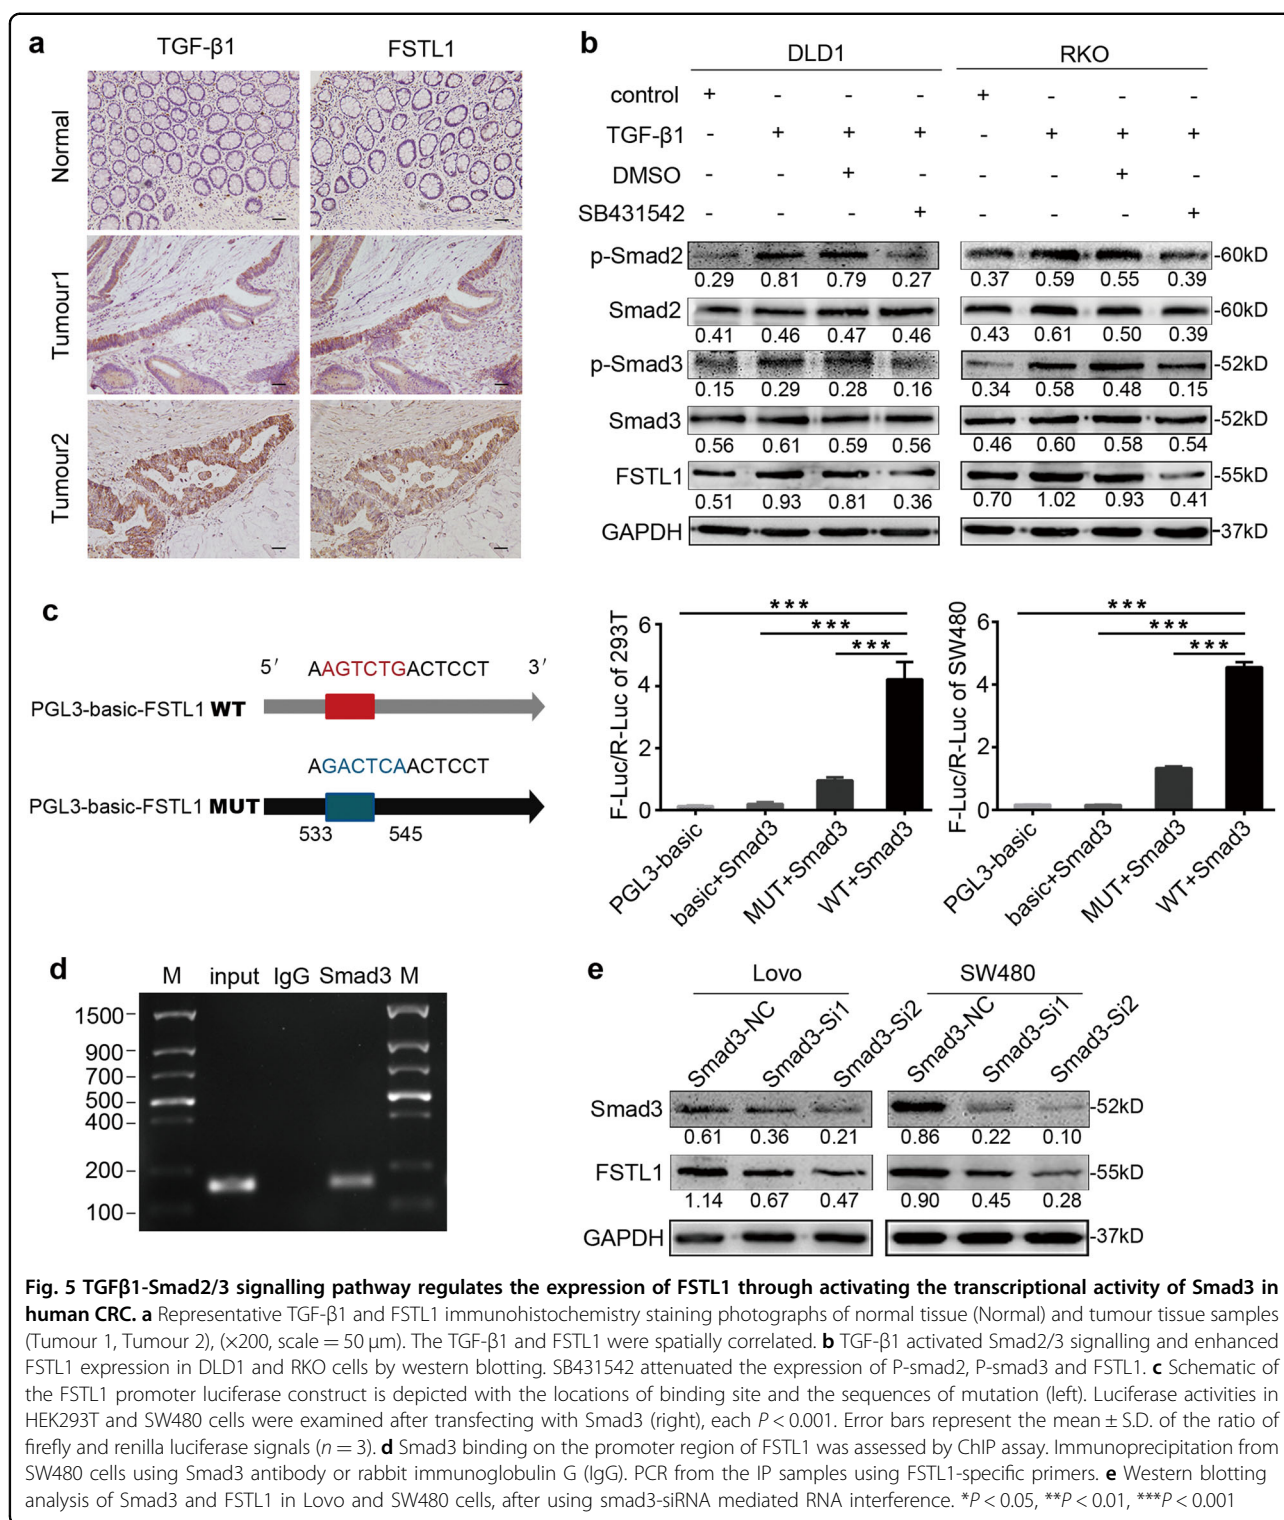 a
TGF-β1 FSTL1
Normal
Tumour1
Tumour2
b
DLD1 RKO
control + - - - + - - -
TGF-β1 - + + + - + + +
DMSO - - + - - - + -
SB431542 - - - + - - - +
p-Smad2 -60kD
0.29 0.81 0.79 0.27 0.37 0.59 0.55 0.39
Smad2 -60kD
0.41 0.46 0.47 0.46 0.43 0.61 0.50 0.39
p-Smad3 -52kD
0.15 0.29 0.28 0.16 0.34 0.58 0.48 0.15
Smad3 -52kD
0.56 0.61 0.59 0.56 0.46 0.60 0.58 0.54
FSTL1 -55kD
0.51 0.93 0.81 0.36 0.70 1.02 0.93 0.41
GAPDH -37kD
c
5′ AAGTCTGACTCCT 3′
PGL3-basic-FSTL1 WT
AGACTCAACTCCT
PGL3-basic-FSTL1 MUT
533 545
F-Luc/R-Luc of 293T
6
4
2
0
***
***
***
PGL3-basic
basic+Smad3
MUT+Smad3
WT+Smad3
F-Luc/R-Luc of SW480
6
4
2
0
***
***
***
PGL3-basic
basic+Smad3
MUT+Smad3
WT+Smad3
d
M input IgG Smad3 M
1500
900
700
500
400
200
100
e
Lovo SW480
Smad3-NC Smad3-Si1 Smad3-Si2 Smad3-NC Smad3-Si1 Smad3-Si2
Smad3 -52kD
0.61 0.36 0.21 0.86 0.22 0.10
FSTL1 -55kD
1.14 0.67 0.47 0.90 0.45 0.28
GAPDH -37kD
Fig. 5 TGFβ1-Smad2/3 signalling pathway regulates the expression of FSTL1 through activating the transcriptional activity of Smad3 in
human CRC. a Representative TGF-β1 and FSTL1 immunohistochemistry staining photographs of normal tissue (Normal) and tumour tissue samples
(Tumour 1, Tumour 2), (×200, scale = 50 μm). The TGF-β1 and FSTL1 were spatially correlated. b TGF-β1 activated Smad2/3 signalling and enhanced
FSTL1 expression in DLD1 and RKO cells by western blotting. SB431542 attenuated the expression of P-smad2, P-smad3 and FSTL1. c Schematic of
the FSTL1 promoter luciferase construct is depicted with the locations of binding site and the sequences of mutation (left). Luciferase activities in
HEK293T and SW480 cells were examined after transfecting with Smad3 (right), each P < 0.001. Error bars represent the mean ± S.D. of the ratio of
firefly and renilla luciferase signals (n = 3). d Smad3 binding on the promoter region of FSTL1 was assessed by ChIP assay. Immunoprecipitation from
SW480 cells using Smad3 antibody or rabbit immunoglobulin G (IgG). PCR from the IP samples using FSTL1-specific primers. e Western blotting
analysis of Smad3 and FSTL1 in Lovo and SW480 cells, after using smad3-siRNA mediated RNA interference. *P < 0.05, **P < 0.01, ***P < 0.001